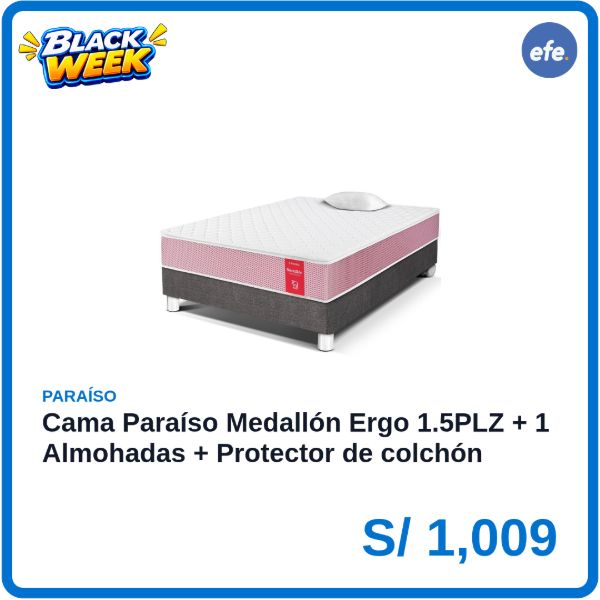 BLACK
WEEK
efe.
PARAÍSO
Cama Paraíso Medallón Ergo 1.5PLZ + 1
Almohadas + Protector de colchón
S/ 1,009